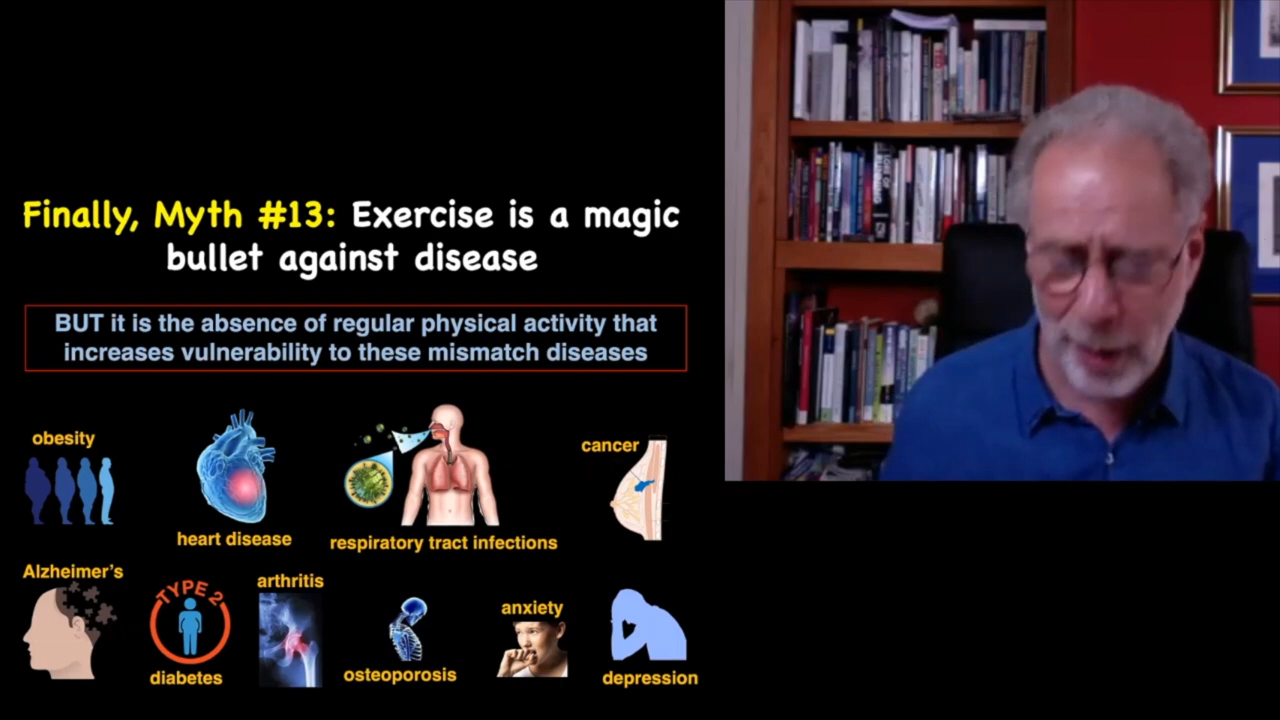 Finally, Myth #13: Exercise is a magic
bullet against disease
BUT it is the absence of regular physical activity that
increases vulnerability to these mismatch diseases
obesity
heart disease
respiratory tract infections
cancer
Alzheimer's
TYPE 2
diabetes
arthritis
osteoporosis
anxiety
depression